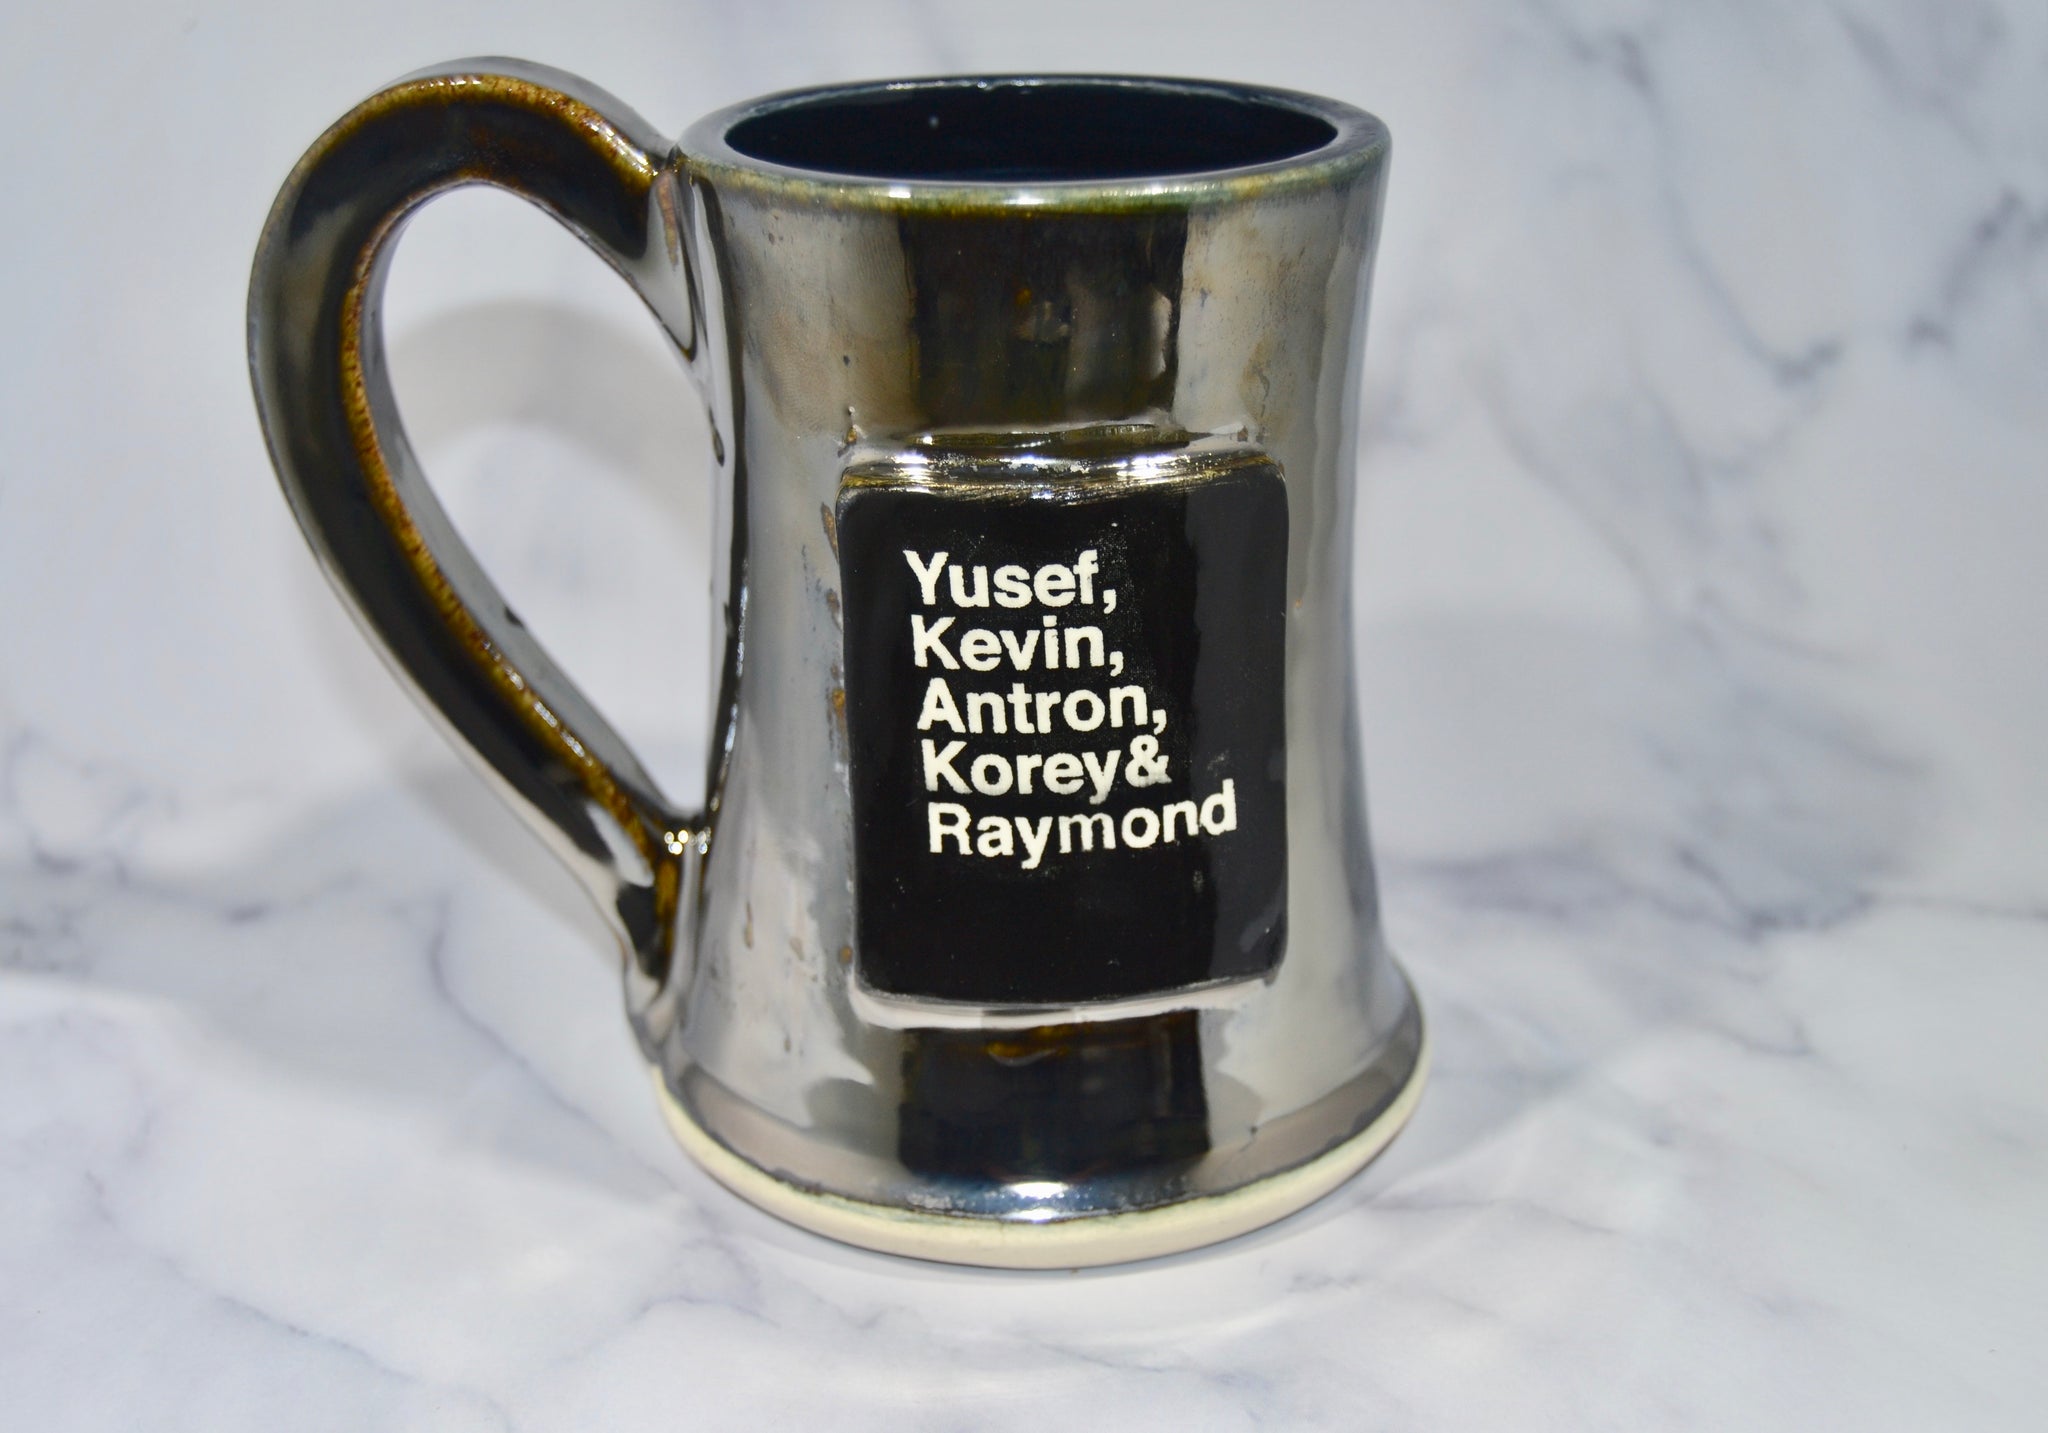 Yusef,
Kevin,
Antron,
Korey&
Raymond